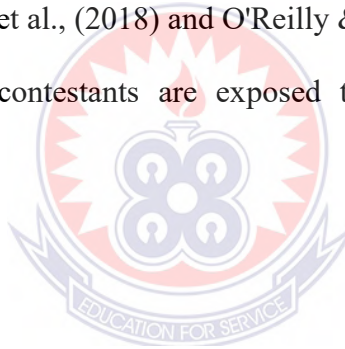 et al., (2018) and O'Reilly &
contestants are exposed t
EDUCATION FOR SERVICE